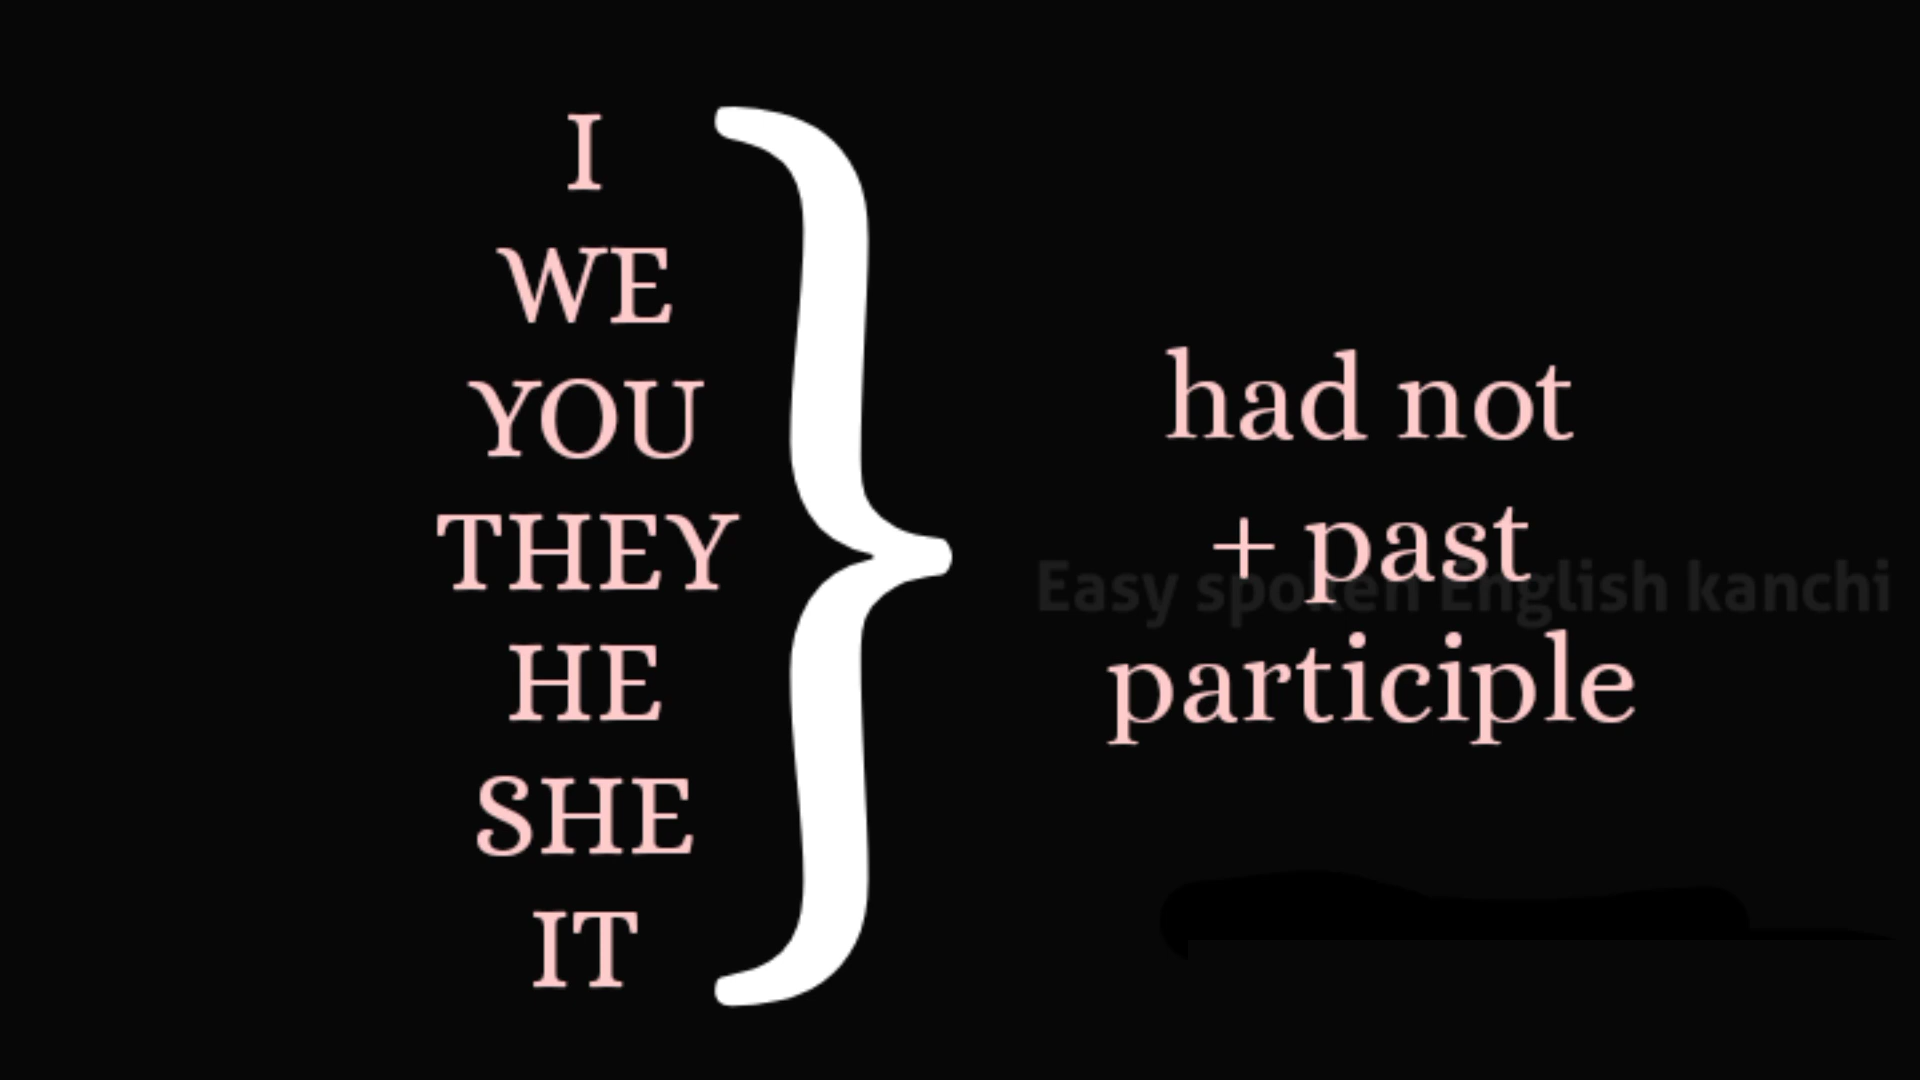 I
WE
YOU
THEY
HE
SHE
IT
had not
+ past
participle
Easy spoken English kanchi